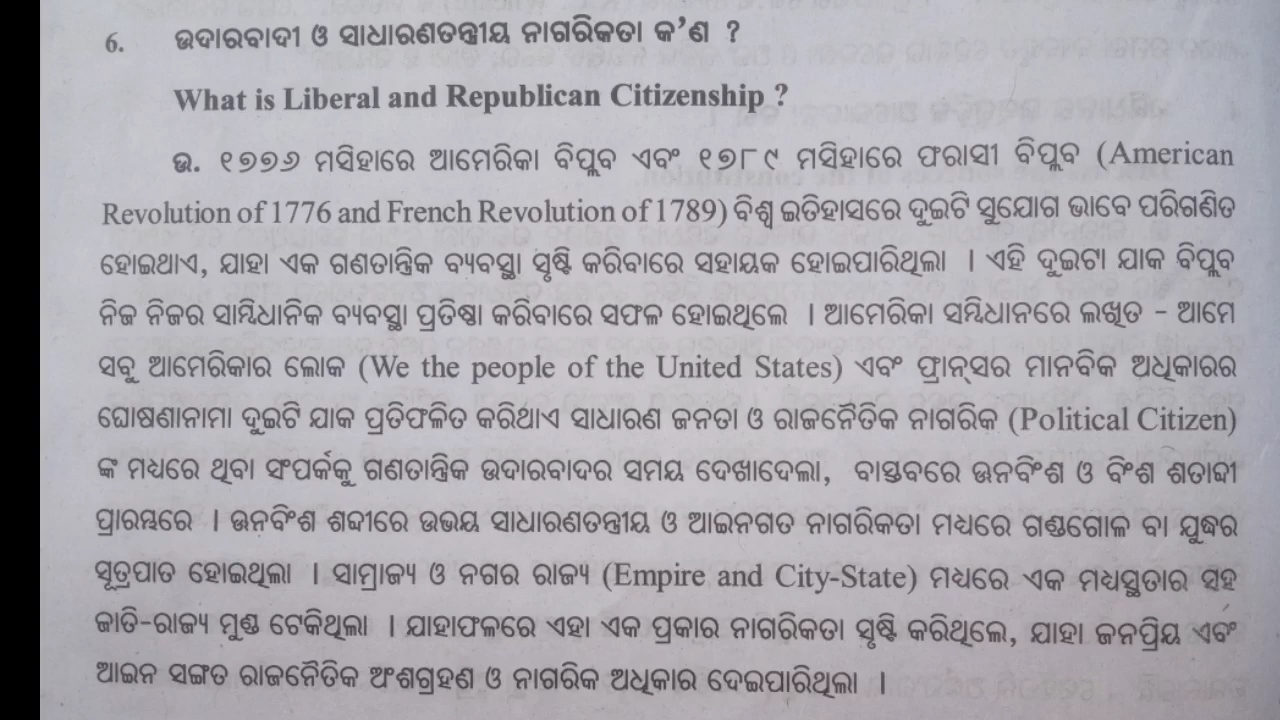 6. ଉଦାରବାଦୀ ଓ ସାଧାରଣତନ୍ତ୍ରୀୟ ନାଗରିକତା କ'ଣ ?
What is Liberal and Republican Citizenship ?
ଉ. ୧୭୭୬ ମସିହାରେ ଆମେରିକା ବିପ୍ଳବ ଏବଂ ୧୭୮୯ ମସିହାରେ ଫରାସୀ ବିପ୍ଳବ (American
Revolution of 1776 and French Revolution of 1789) ବିଶ୍ୱ ଇତିହାସରେ ଦୁଇଟି ସୁଯୋଗ ଭାବେ ପରିଗଣିତ
ହୋଇଥାଏ, ଯାହା ଏକ ଗଣତାନ୍ତ୍ରିକ ବ୍ୟବସ୍ଥା ସୃଷ୍ଟି କରିବାରେ ସହାୟକ ହୋଇପାରିଥିଲା । ଏହି ଦୁଇଟା ଯାକ ବିପ୍ଳବ
ନିଜ ନିଜର ସାମ୍ବିଧାନିକ ବ୍ୟବସ୍ଥା ପ୍ରତିଷ୍ଠା କରିବାରେ ସଫଳ ହୋଇଥିଲେ । ଆମେରିକା ସମ୍ବିଧାନରେ ଲଖିତ - ଆମେ
ସବୁ ଆମେରିକାର ଲୋକ (We the people of the United States) ଏବଂ ଫ୍ରାନ୍ସର ମାନବିକ ଅଧିକାରର
ଘୋଷଣାନାମା ଦୁଇଟି ଯାକ ପ୍ରତିଫଳିତ କରିଥାଏ ସାଧାରଣ ଜନତା ଓ ରାଜନୈତିକ ନାଗରିକ (Political Citizen)
ଙ୍କ ମଧ୍ୟରେ ଥିବା ସଂପର୍କକୁ ଗଣତାନ୍ତ୍ରିକ ଉଦାରବାଦର ସମୟ ଦେଖାଦେଲା, ବାସ୍ତବରେ ଊନବିଂଶ ଓ ବିଂଶ ଶତାବ୍ଦୀ
ପ୍ରାରମ୍ଭରେ । ଊନବିଂଶ ଶବ୍ଦୀରେ ଉଭୟ ସାଧାରଣତନ୍ତ୍ରୀୟ ଓ ଆଇନଗତ ନାଗରିକତା ମଧ୍ୟରେ ଗଣ୍ଡଗୋଳ ବା ଯୁଦ୍ଧର
ସୂତ୍ରପାତ ହୋଇଥିଲା । ସାମ୍ରାଜ୍ୟ ଓ ନଗର ରାଜ୍ୟ (Empire and City-State) ମଧ୍ୟରେ ଏକ ମଧ୍ୟସ୍ଥତାର ସହ
ଜାତି-ରାଜ୍ୟ ମୁଣ୍ଡ ଟେକିଥିଲା । ଯାହାଫଳରେ ଏହା ଏକ ପ୍ରକାର ନାଗରିକତା ସୃଷ୍ଟି କରିଥିଲେ, ଯାହା ଜନପ୍ରିୟ ଏବଂ
ଆଇନ ସଙ୍ଗତ ରାଜନୈତିକ ଅଂଶଗ୍ରହଣ ଓ ନାଗରିକ ଅଧିକାର ଦେଇପାରିଥିଲା ।